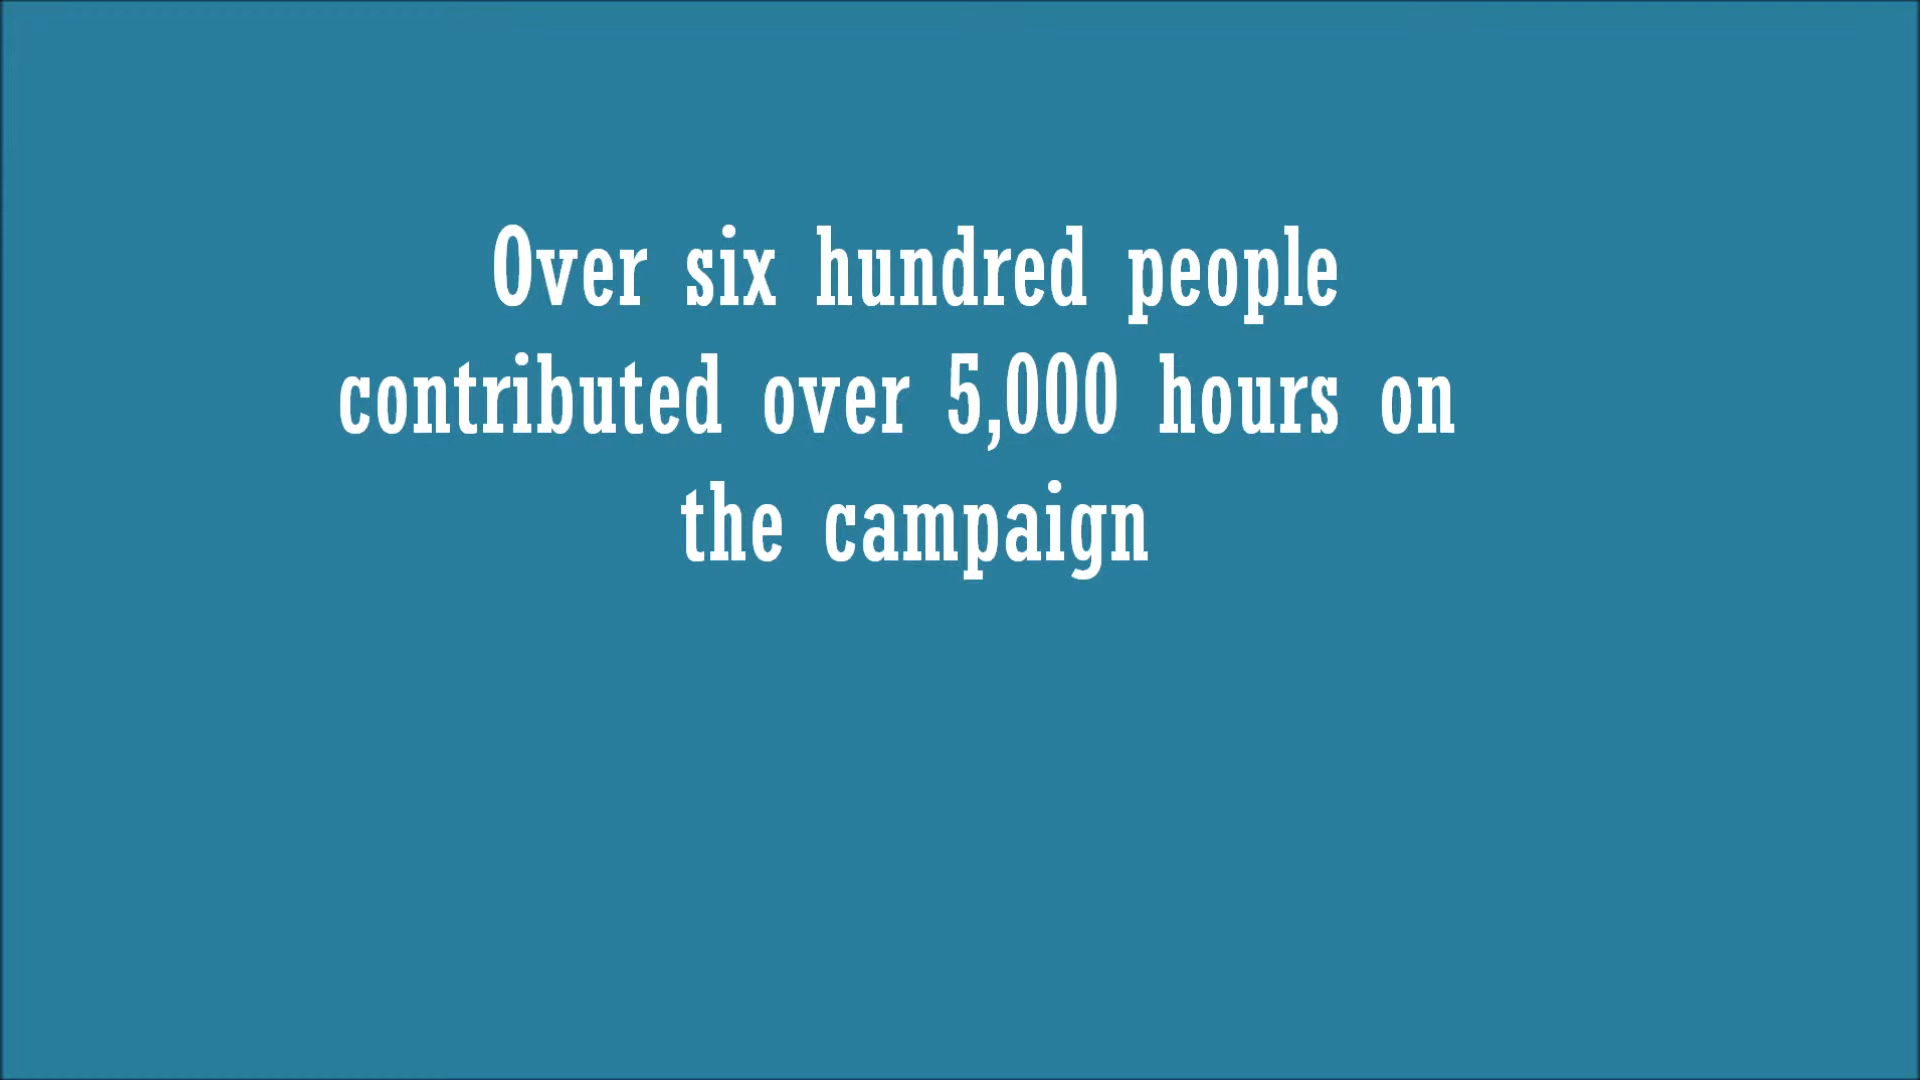 Over six hundred people
contributed over 5,000 hours on
the campaign